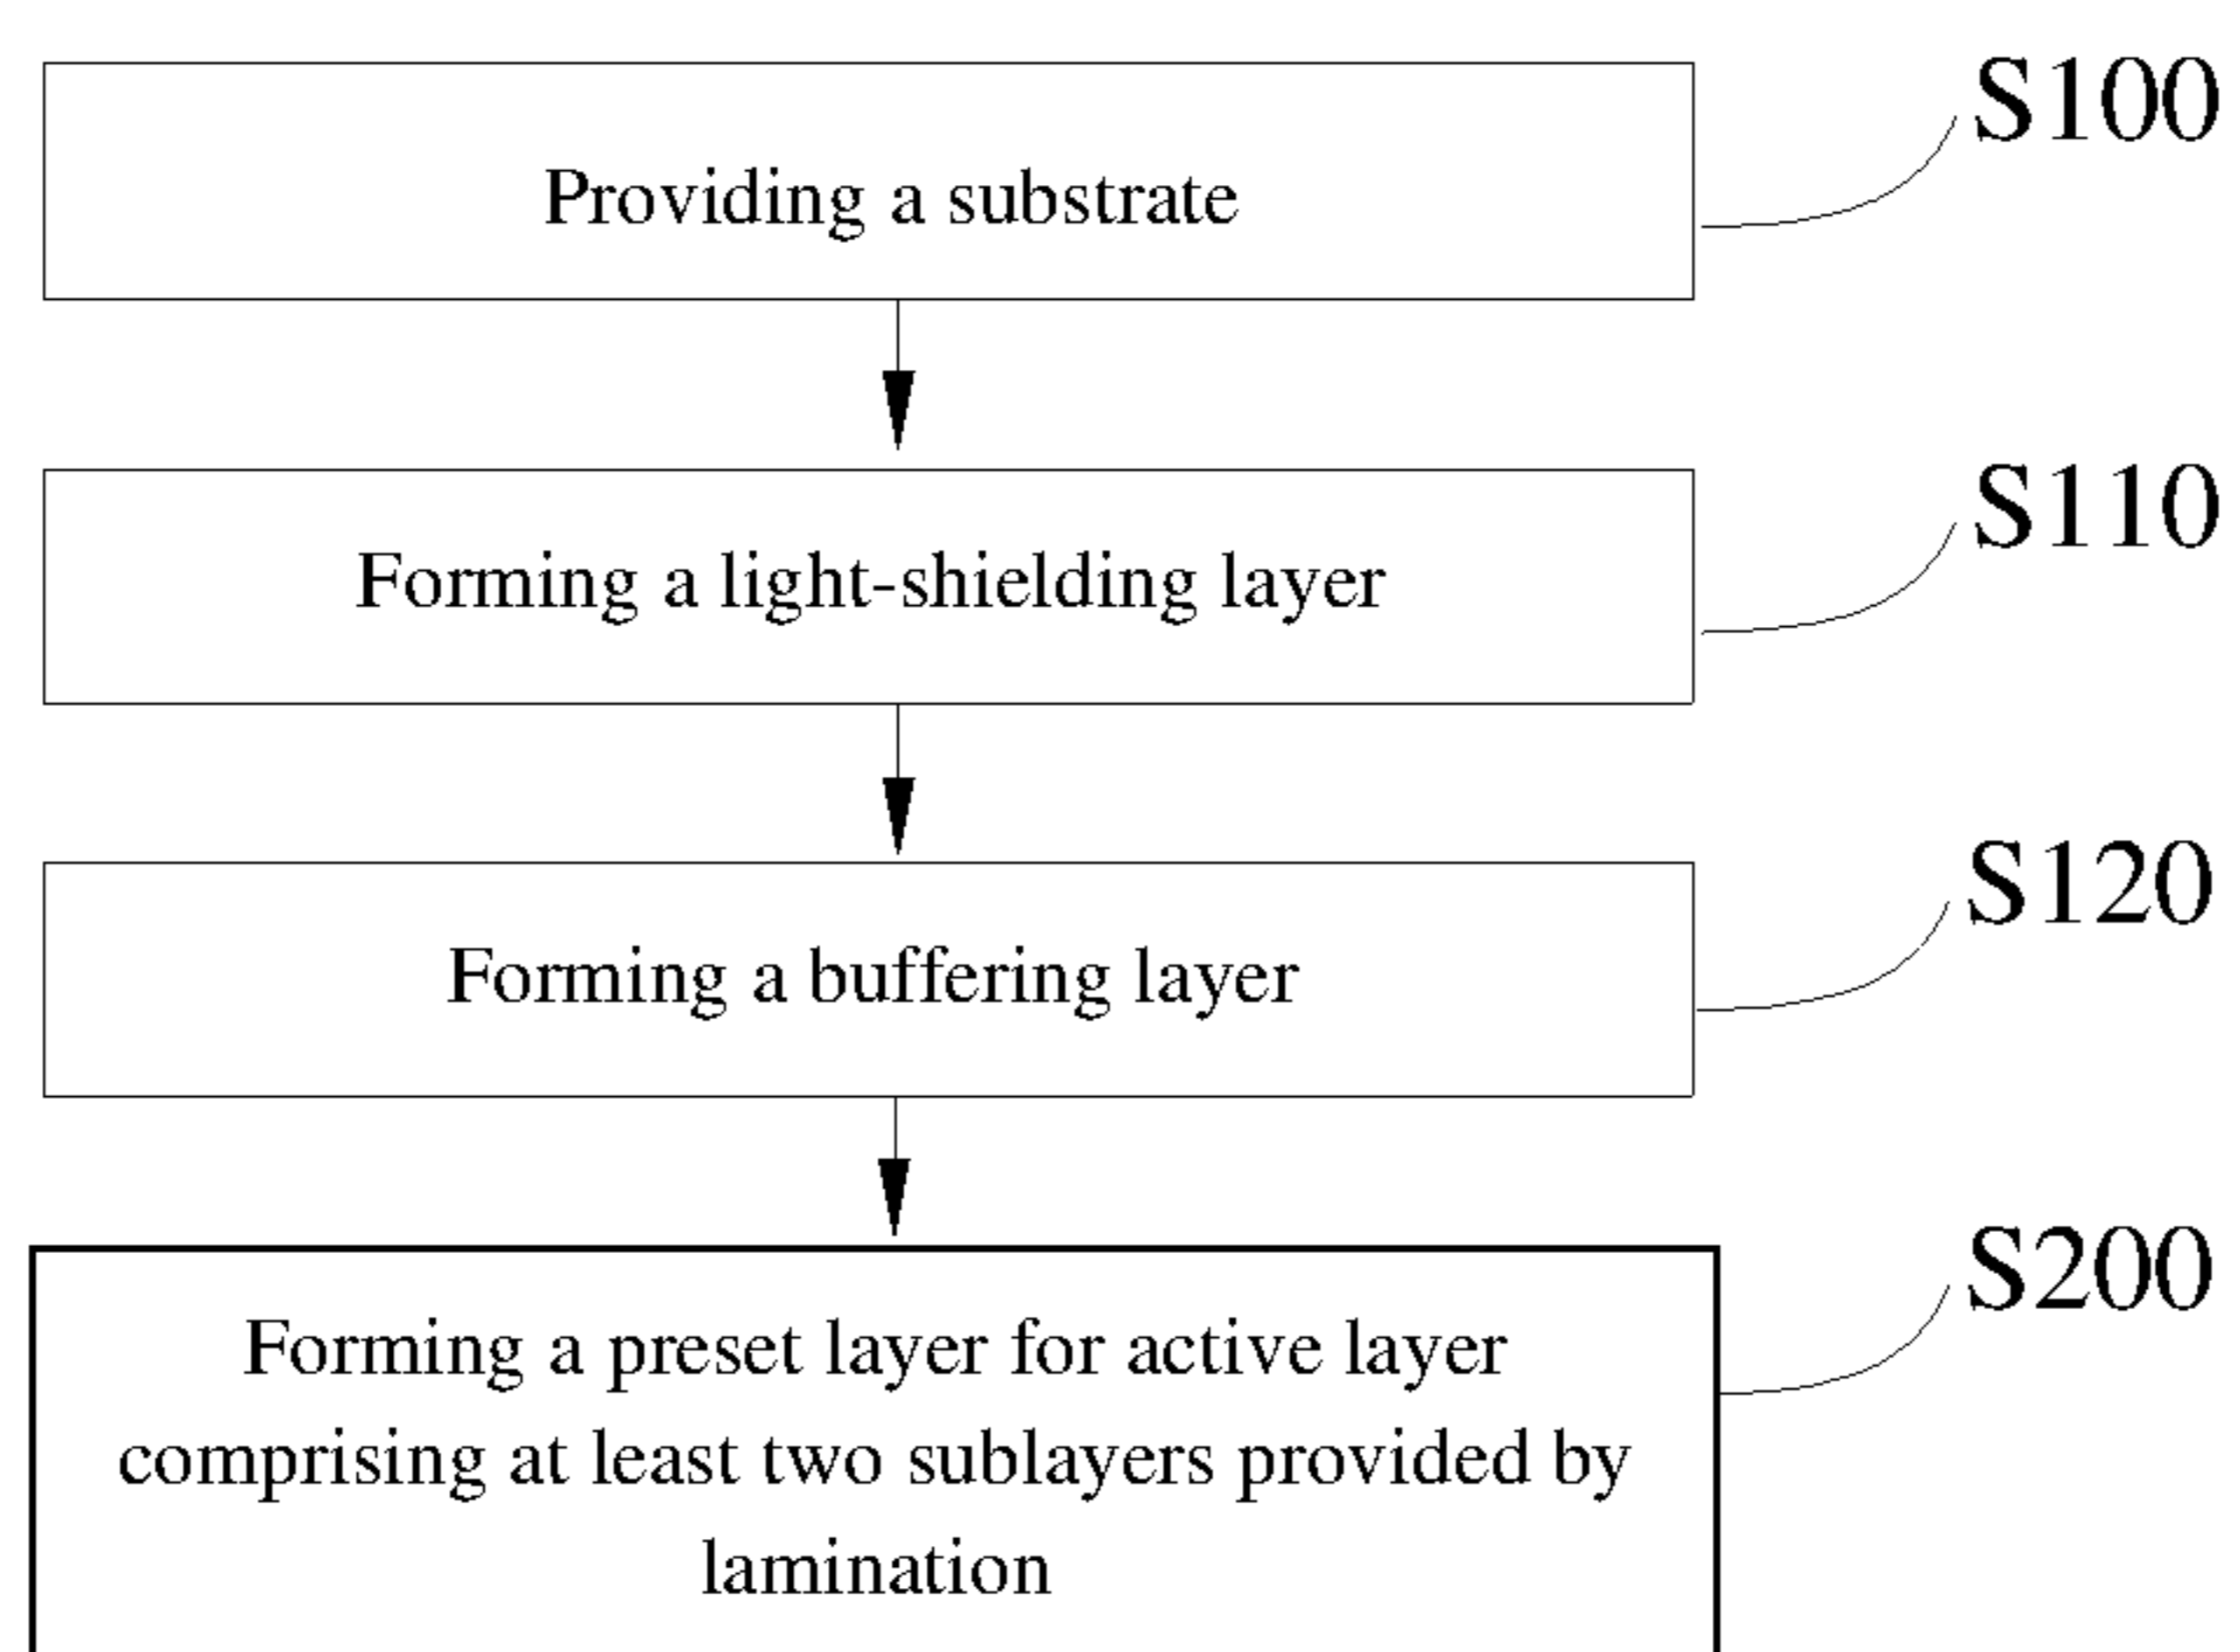 S100
Providing a substrate
S110
Forming a light-shielding layer
S120
Forming a buffering layer
S200
Forming a preset layer for active layer
comprising at least two sublayers provided by
lamination